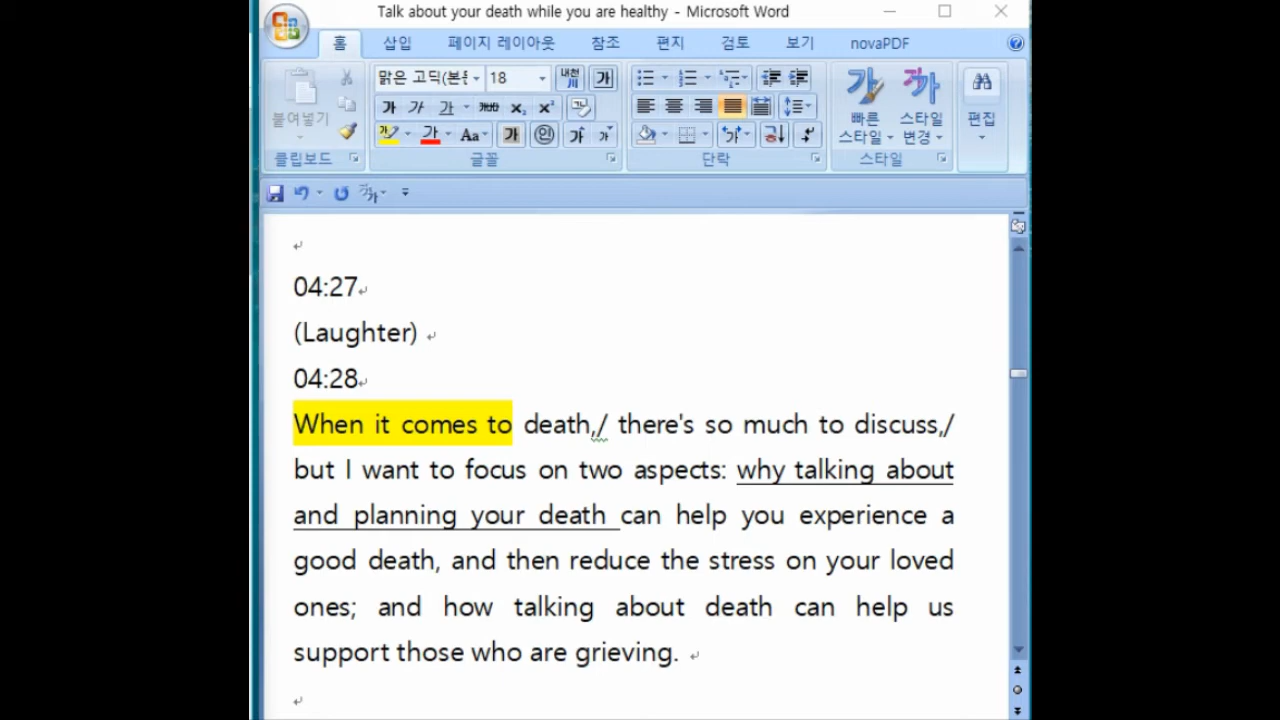 Talk about your death while you are healthy - Microsoft Word
홈 삽입 페이지 레이아웃 참조 편지 검토 보기 novaPDF
맑은 고딕(본문 18
붙여넣기
빠른 스타일
스타일 변경
편집
클립보드 글꼴 단락 스타일
04:27
(Laughter)
04:28
When it comes to death,/ there's so much to discuss,/
but I want to focus on two aspects: why talking about
and planning your death can help you experience a
good death, and then reduce the stress on your loved
ones; and how talking about death can help us
support those who are grieving.